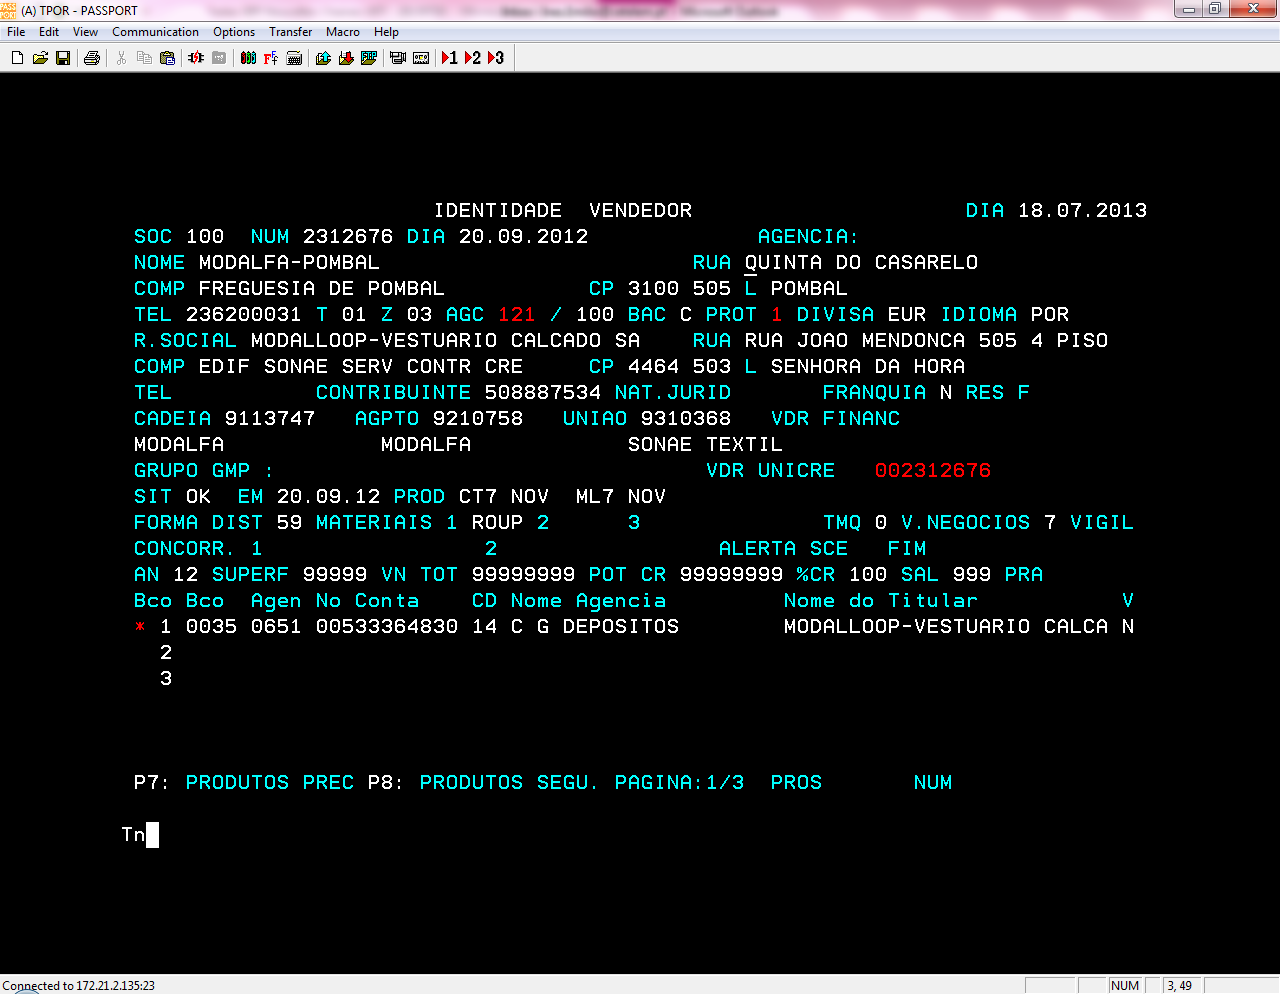 (A) TPOR - PASSPORT
File Edit View Communication Options Transfer Macro Help
1 2 3
IDENTIDADE VENDEDOR DIA 18.07.2013
SOC 100 NUM 2312676 DIA 20.09.2012 AGENCIA:
NOME MODALFA-POMBAL RUA QUINTA DO CASARELO
COMP FREGUESIA DE POMBAL CP 3100 505 L POMBAL
TEL 236200031 T 01 Z 03 AGC 121 / 100 BAC C PROT 1 DIVISA EUR IDIOMA POR
R.SOCIAL MODALLOOP-VESTUARIO CALCADO SA RUA RUA JOAO MENDONCA 505 4 PISO
COMP EDIF SONAE SERV CONTR CRE CP 4464 503 L SENHORA DA HORA
TEL CONTRIBUINTE 508887534 NAT.JURID FRANQUIA N RES F
CADEIA 9113747 AGPTO 9210758 UNIAO 9310368 VDR FINANC
MODALFA MODALFA SONAE TEXTIL
GRUPO GMP : VDR UNICRE 002312676
SIT OK EM 20.09.12 PROD CT7 NOV ML7 NOV
FORMA DIST 59 MATERIAIS 1 ROUP 2 3 TMQ 0 V.NEGOCIOS 7 VIGIL
CONCORR. 1 2 ALERTA SCE FIM
AN 12 SUPERF 99999 VN TOT 99999999 POT CR 99999999 %CR 100 SAL 999 PRA
Bco Bco Agen No Conta CD Nome Agencia Nome do Titular V
* 1 0035 0651 00533364830 14 C G DEPOSITOS MODALLOOP-VESTUARIO CALCA N
2
3
P7: PRODUTOS PREC P8: PRODUTOS SEGU. PAGINA:1/3 PROS NUM
Tn
Connected to 172.21.2.135:23 NUM 3, 49